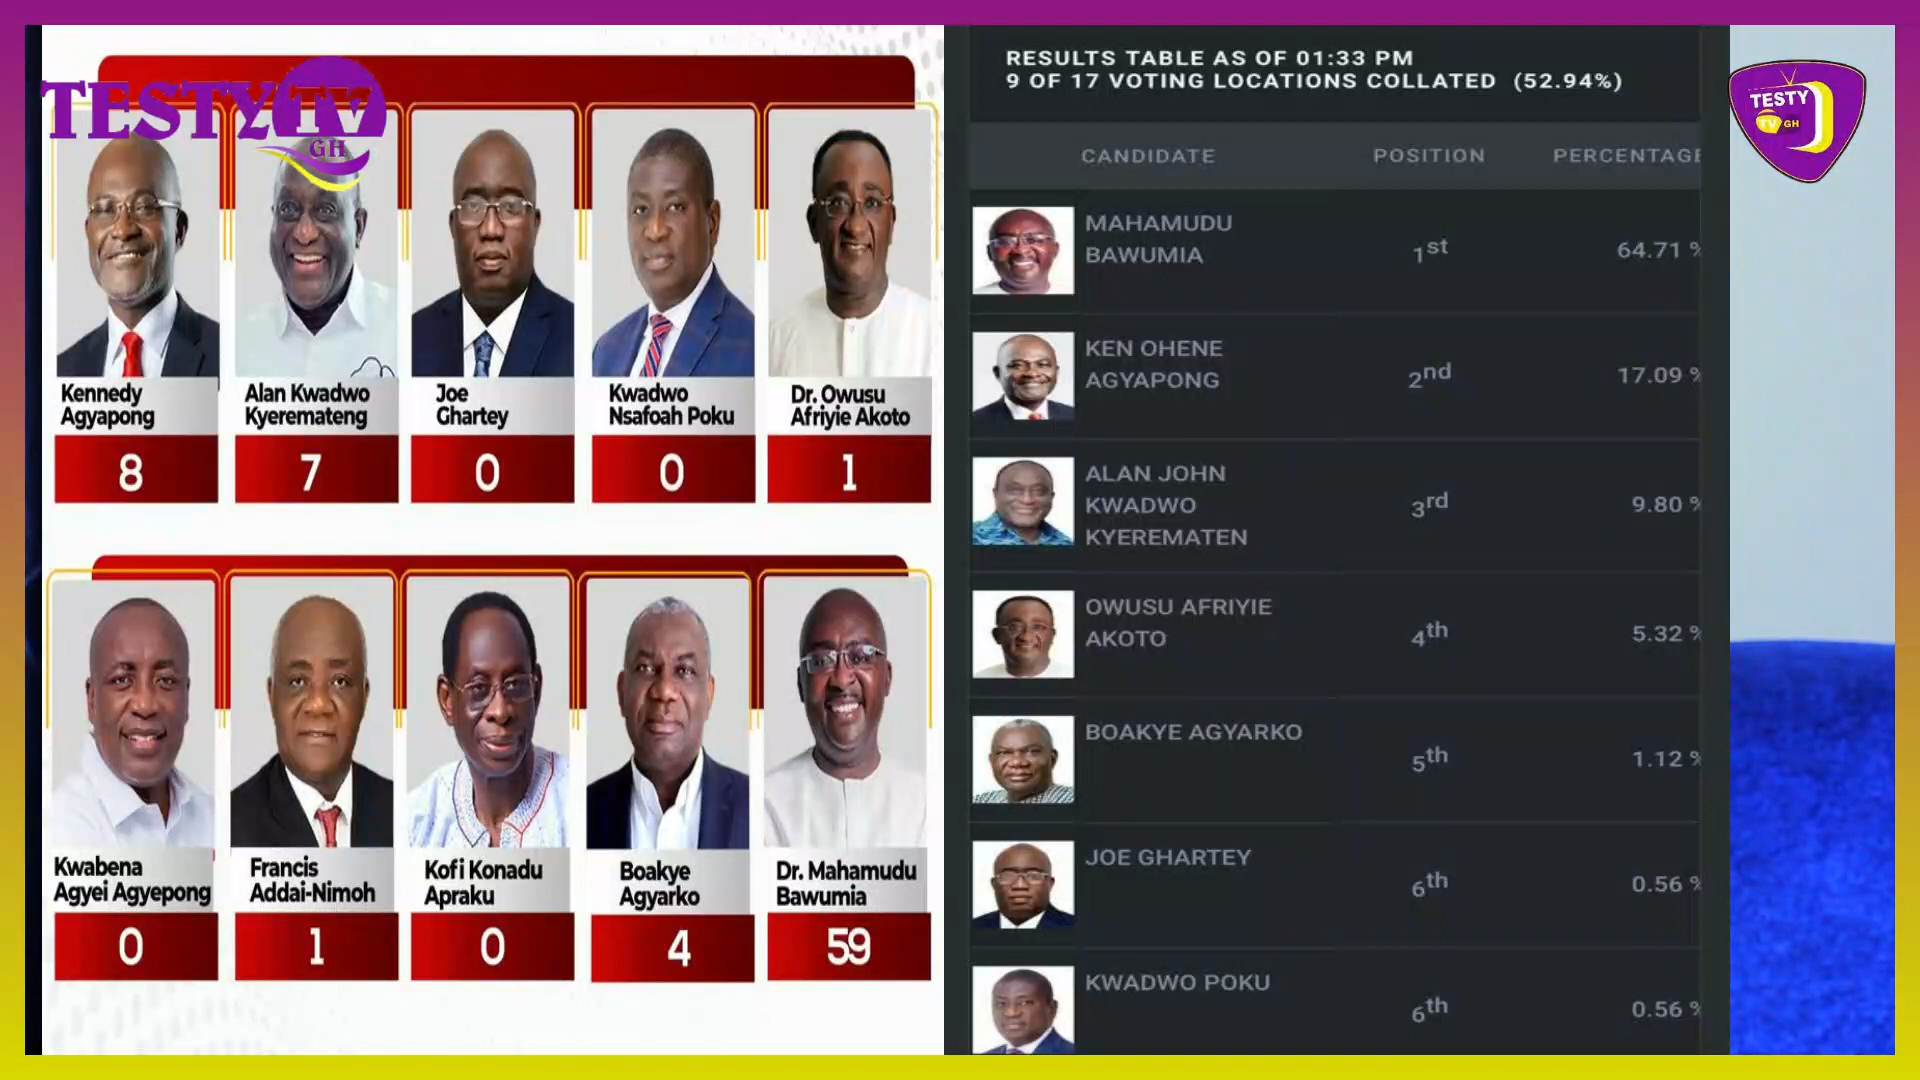 TESTY TV
GH
Kennedy
Agyapong
8
Alan Kwadwo
Kyeremateng
7
Joe
Ghartey
0
Kwadwo
Nsafoah Poku
0
Dr. Owusu
Afriyie Akoto
1
Kwabena
Agyei Agyepong
0
Francis
Addai-Nimoh
1
Kofi Konadu
Apraku
0
Boakye
Agyarko
4
Dr. Mahamudu
Bawumia
59
RESULTS TABLE AS OF 01:33 PM
9 OF 17 VOTING LOCATIONS COLLATED (52.94%)
CANDIDATE POSITION PERCENTAGE
MAHAMUDU
BAWUMIA
1st
64.71 %
KEN OHENE
AGYAPONG
2nd
17.09 %
ALAN JOHN
KWADWO
KYEREMATEN
3rd
9.80 %
OWUSU AFRIYIE
AKOTO
4th
5.32 %
BOAKYE AGYARKO
5th
1.12 %
JOE GHARTEY
6th
0.56 %
KWADWO POKU
6th
0.56 %
TESTY
TV GH